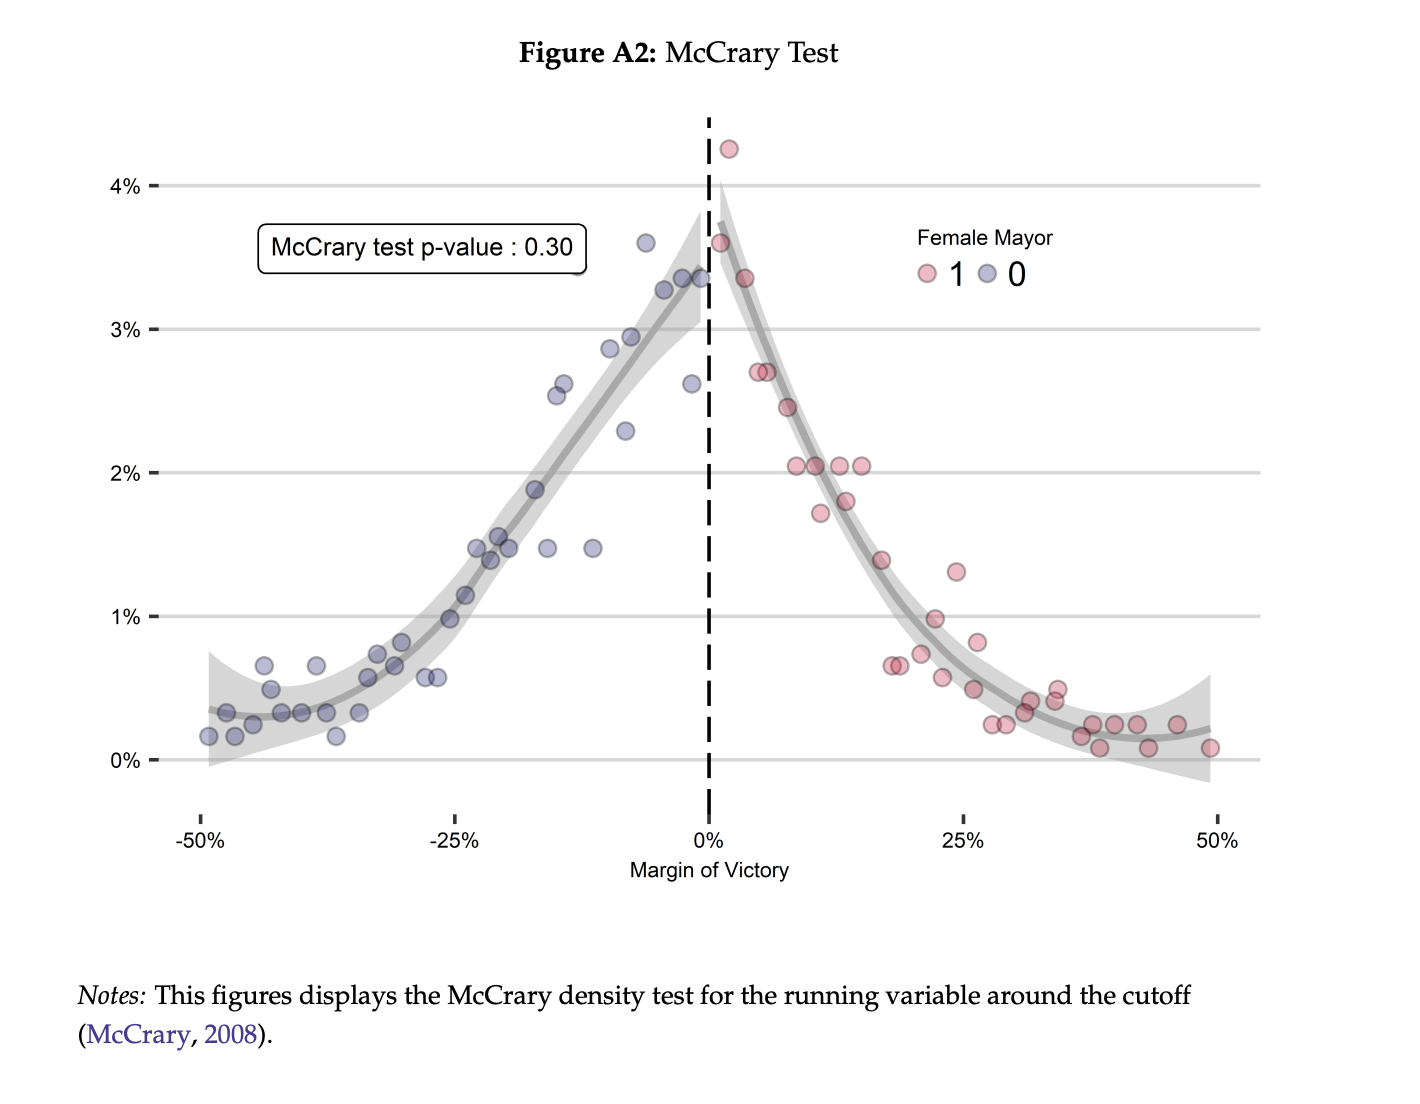 Figure A2: McCrary Test
4%
McCrary test p-value : 0.30
Female Mayor
1 0
3%
2%
1%
0%
-50% -25% 0% 25% 50%
Margin of Victory
Notes: This figures displays the McCrary density test for the running variable around the cutoff
(McCrary, 2008).